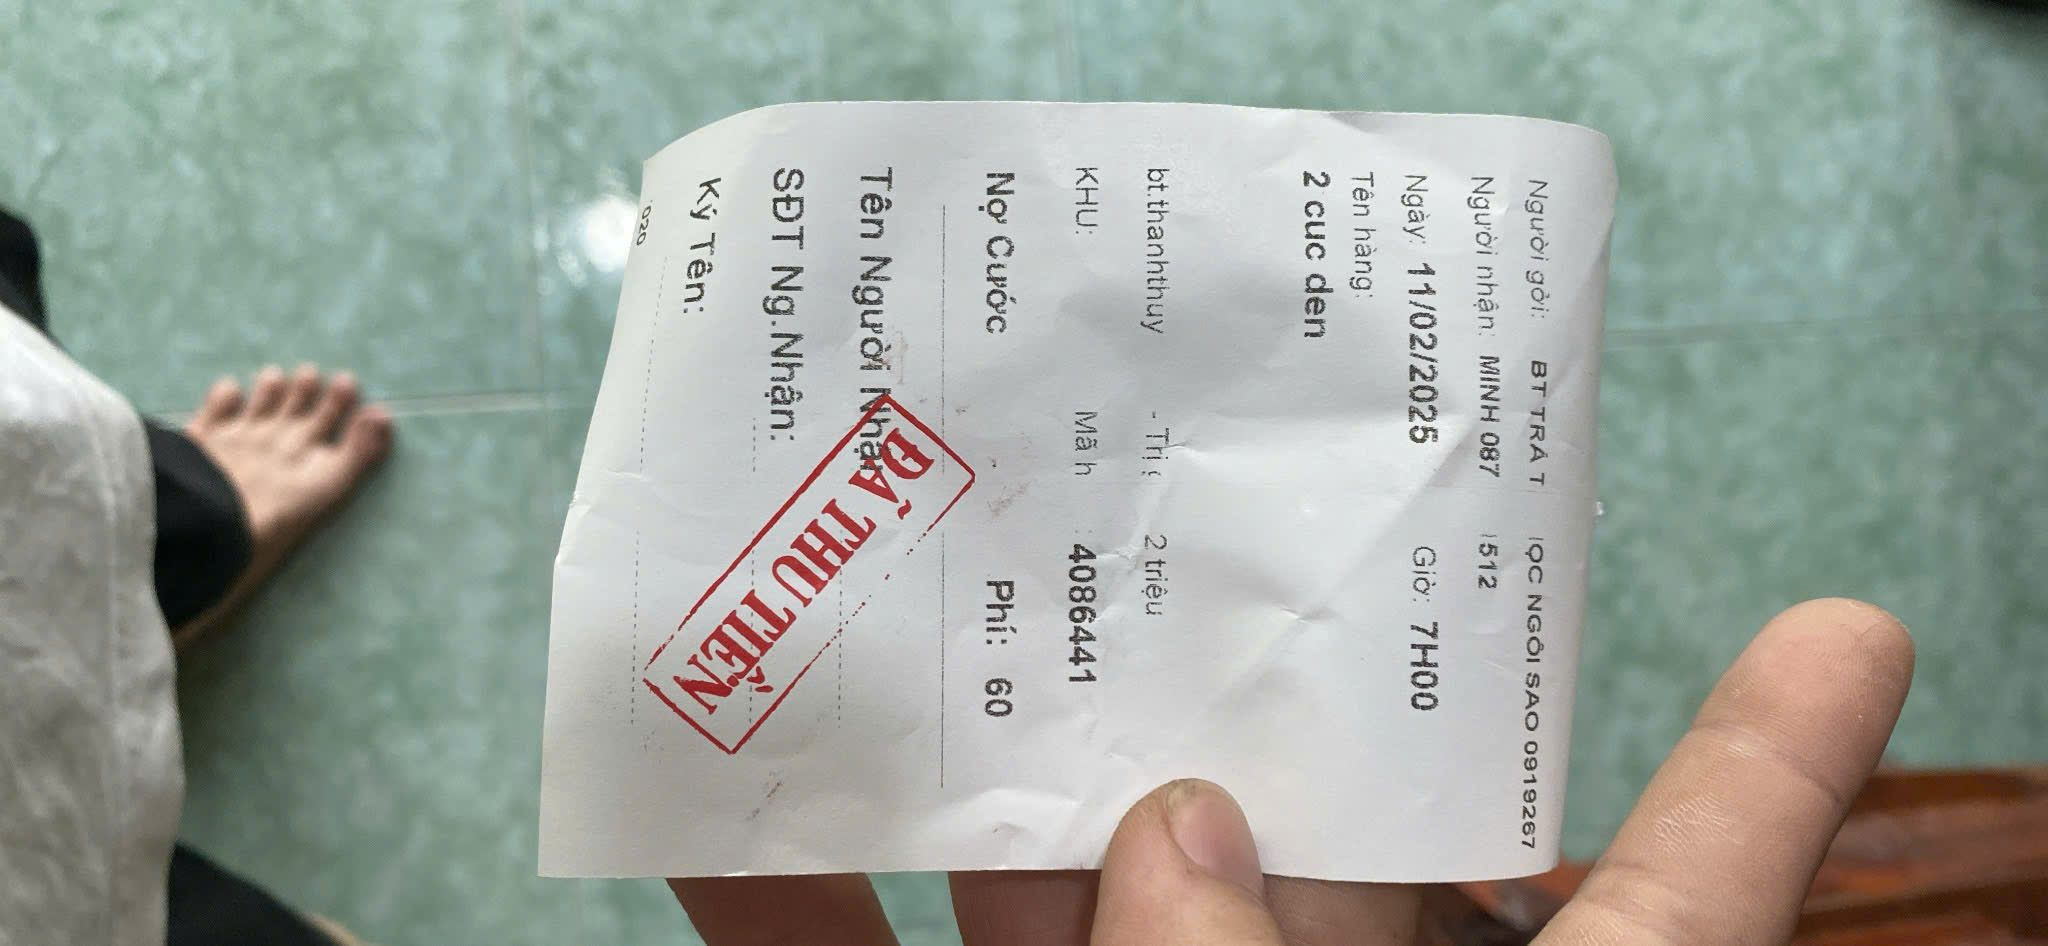 Người gởi: BT TRÀ T ỌC NGÔI SAO 0919267
Người nhận: MINH 087 512
Ngày: 11/02/2025 Giờ: 7H00
Tên hàng:
2 cuc den
bt.thanhthuy - Trị 2 triệu
KHU: Mã h : 4086441
Nợ Cước Phí: 60
Tên Người Nhận
SĐT Ng.Nhận:
Ký Tên:
020
ĐÃ THU TIỀN